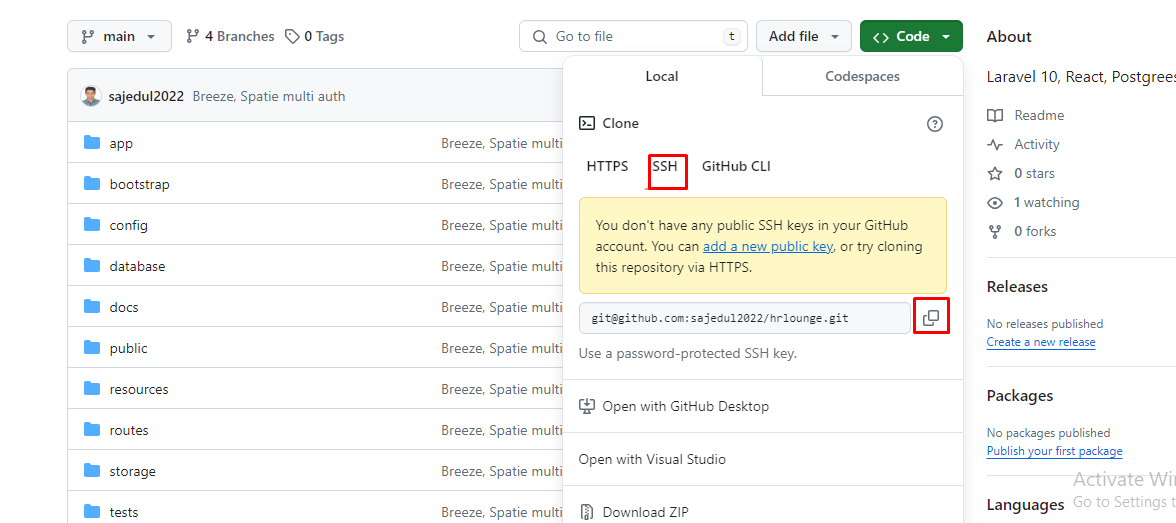 main
4 Branches
0 Tags
Go to file
t
Add file
Code
About
Local
Codespaces
Laravel 10, React, Postgrees
sajedul2022 Breeze, Spatie multi auth
Clone
Readme
app Breeze, Spatie multi
Activity
HTTPS
SSH
GitHub CLI
0 stars
bootstrap Breeze, Spatie multi
1 watching
You don't have any public SSH keys in your GitHub
account. You can add a new public key, or try cloning
this repository via HTTPS.
config Breeze, Spatie multi
0 forks
database Breeze, Spatie multi
Releases
docs Breeze, Spatie multi
git@github.com:sajedul2022/hrlounge.git
No releases published
Create a new release
public Breeze, Spatie multi
Use a password-protected SSH key.
resources Breeze, Spatie multi
Packages
Open with GitHub Desktop
routes Breeze, Spatie multi
No packages published
Publish your first package
Open with Visual Studio
storage Breeze, Spatie multi
Activate Wi
Languages
Go to Settings t
tests Breeze, Spatie multi
Download ZIP